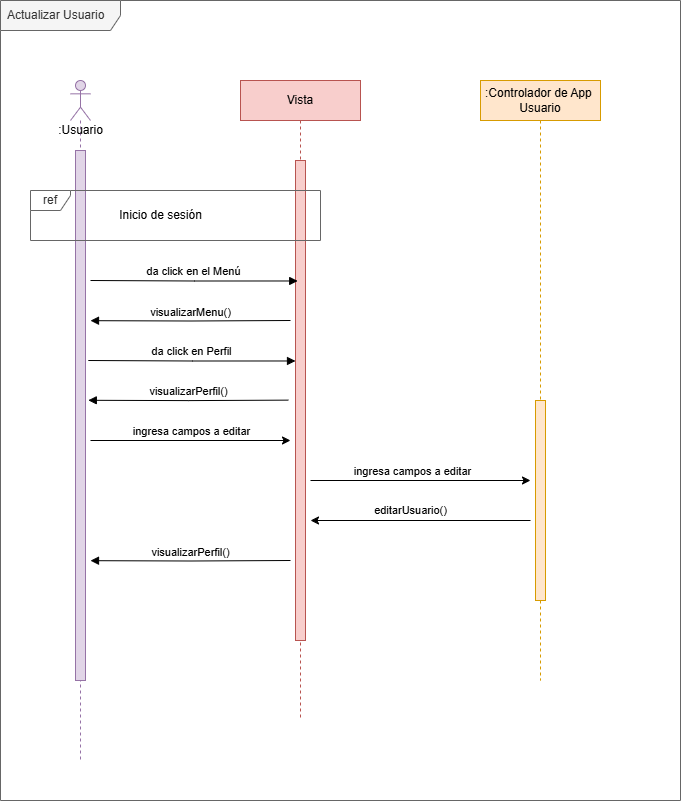 Actualizar Usuario
:Usuario
Vista
:Controlador de App
Usuario
ref
Inicio de sesión
da click en el Menú
visualizarMenu()
da click en Perfil
visualizarPerfil()
ingresa campos a editar
ingresa campos a editar
editarUsuario()
visualizarPerfil()